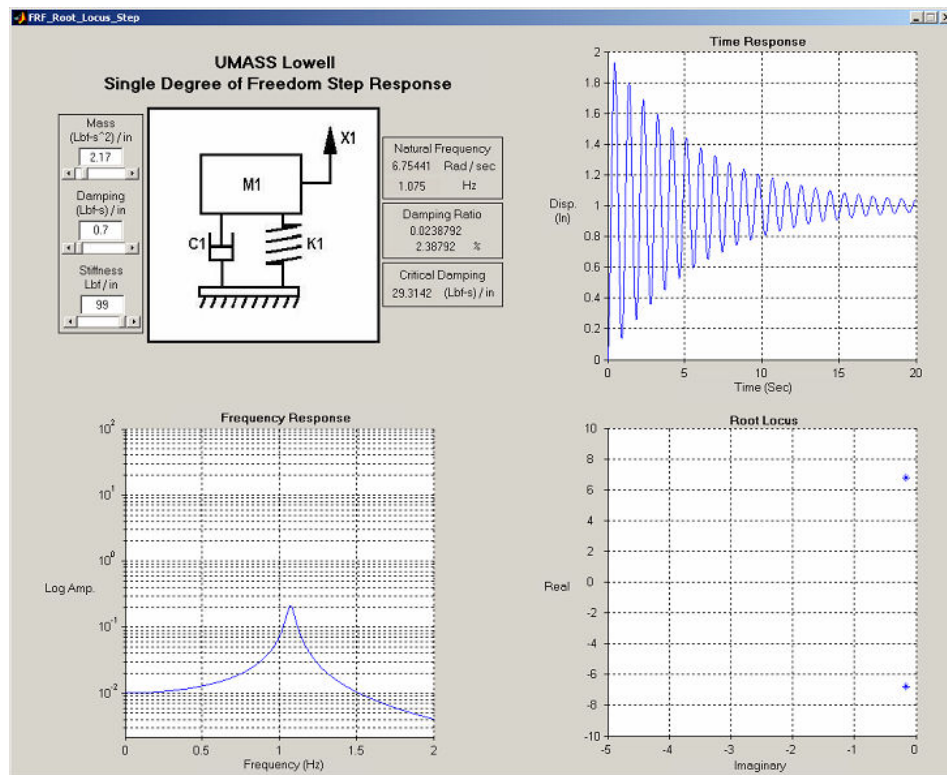 FRF_Root_Locus_Step
UMASS Lowell
Single Degree of Freedom Step Response
Mass
(Lbf-s^2) / in
2.17
Damping
(Lbf-s) / in
0.7
Stiffness
Lbf / in
99
X1
M1
C1
K1
Natural Frequency
6.75441 Rad / sec
1.075 Hz
Damping Ratio
0.0238792
2.38792 %
Critical Damping
29.3142 (Lbf-s) / in
Time Response
2
1.8
1.6
1.4
1.2
1
0.8
0.6
0.4
0.2
0
Disp.
(In)
0 5 10 15 20
Time (Sec)
Frequency Response
10^2
10^1
10^0
10^-1
10^-2
Log Amp.
0 0.5 1 1.5 2
Frequency (Hz)
Root Locus
10
8
6
4
2
0
-2
-4
-6
-8
-10
Real
-5 -4 -3 -2 -1 0
Imaginary